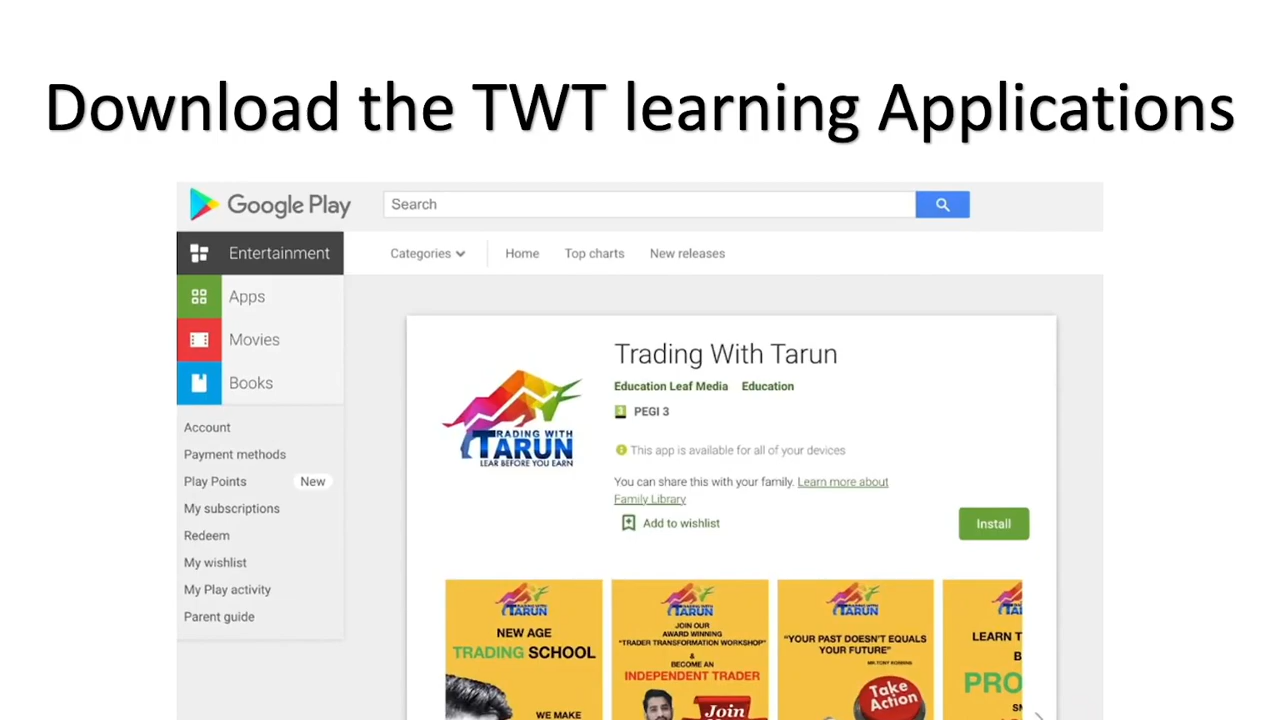 Download the TWT learning Applications
Google Play
Search
Entertainment
Categories
Home
Top charts
New releases
Apps
Movies
Books
Account
Payment methods
Play Points
New
My subscriptions
Redeem
My wishlist
My Play activity
Parent guide
Trading With Tarun
Education Leaf Media
Education
3
PEGI 3
This app is available for all of your devices
You can share this with your family. Learn more about
Family Library
Add to wishlist
Install
RADING WITH
TARUN
LEAR BEFORE YOU EARN
NEW AGE
TRADING SCHOOL
WE MAKE
JOIN OUR
AWARD WINNING
"TRADER TRANSFORMATION WORKSHOP"
&
BECOME AN
INDEPENDENT TRADER
Join
"YOUR PAST DOESN'T EQUALS
YOUR FUTURE"
Take
Action
LEARN T
B
PRO